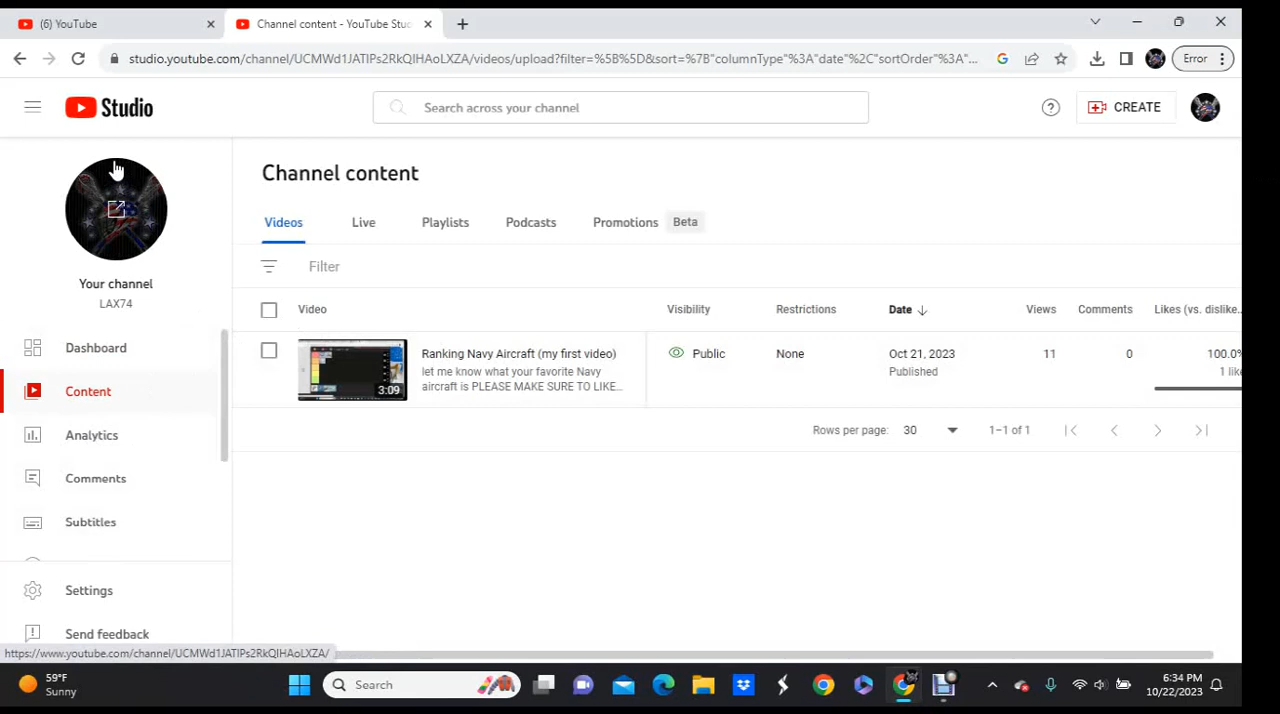 (6) YouTube
Channel content - YouTube Stu
studio.youtube.com/channel/UCMWd1JATIPs2RkQIHAoLXZA/videos/upload?filter=%5B%5D&sort=%7B"columnType"%3A"date"%2C"sortOrder"%3A"...
Error
Studio
Search across your channel
CREATE
Channel content
Videos Live Playlists Podcasts Promotions Beta
Filter
Your channel
LAX74
Video Visibility Restrictions Date Views Comments Likes (vs. dislike..
Dashboard
Content
Analytics
Comments
Subtitles
Settings
Send feedback
3:09
Ranking Navy Aircraft (my first video)
let me know what your favorite Navy
aircraft is PLEASE MAKE SURE TO LIKE...
Public
None
Oct 21, 2023
Published
11
0
100.0%
1 lik
Rows per page: 30 1–1 of 1
https://www.youtube.com/channel/UCMWd1JATIPs2RkQIHAoLXZA/
59°F
Sunny
Search
6:34 PM
10/22/2023